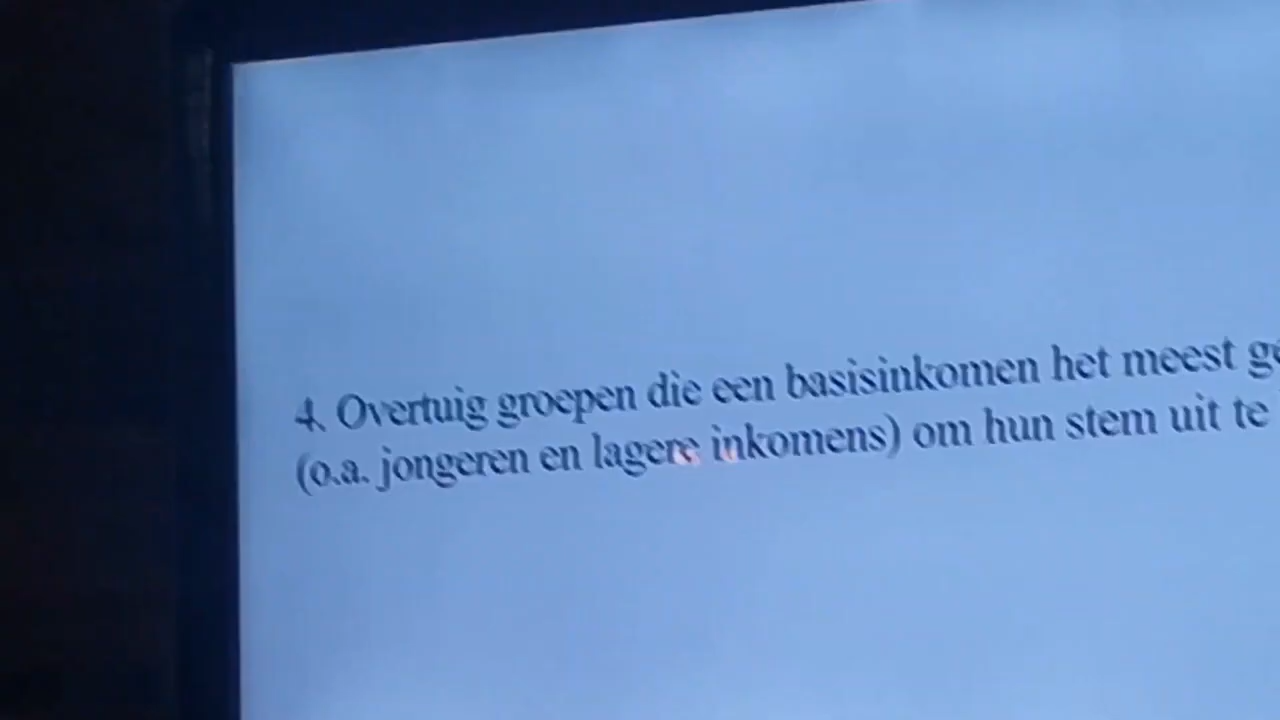 4. Overtuig groepen die een basisinkomen het meest
(o.a. jongeren en lagere inkomens) om hun stem uit te